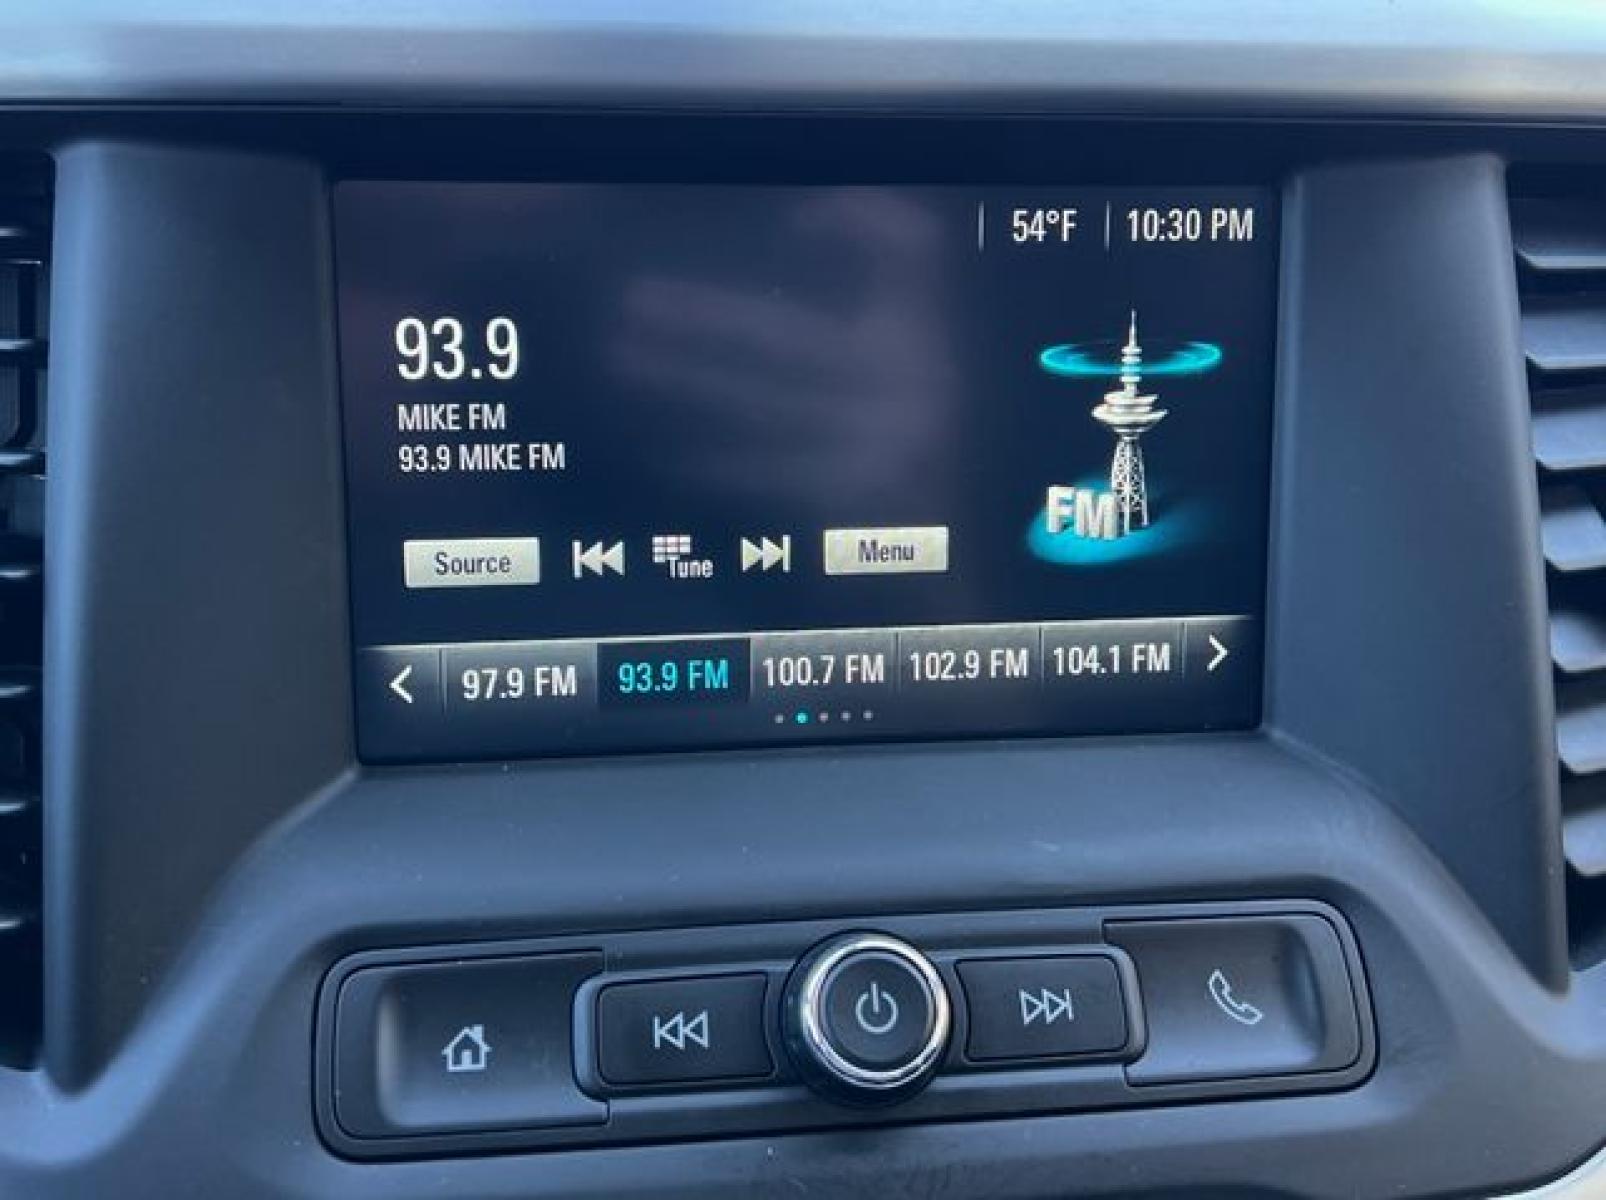 54°F 10:30 PM
93.9
MIKE FM
93.9 MIKE FM
FM
Source Tune Menu
97.9 FM 93.9 FM 100.7 FM 102.9 FM 104.1 FM